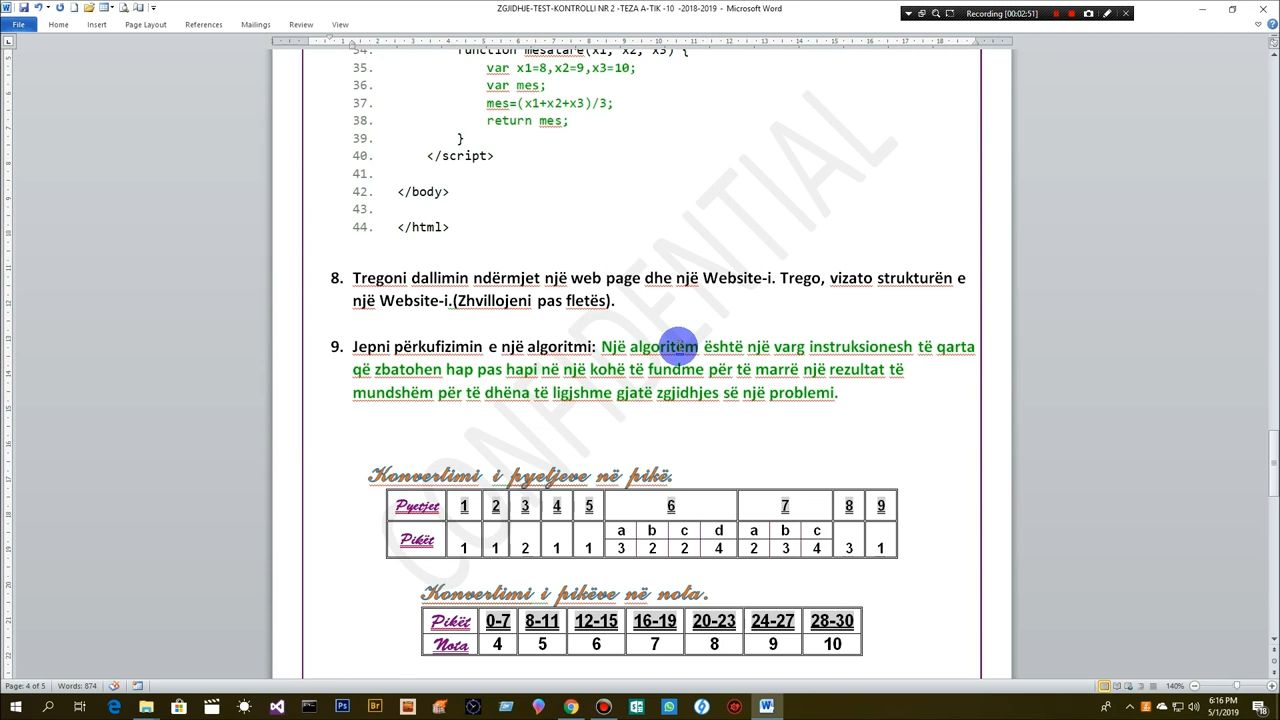 ZGJIDHJE-TEST-KONTROLLI NR 2 -TEZA A-TIK -10 -2018-2019 - Microsoft Word
Recording [00:02:51]
File Home Insert Page Layout References Mailings Review View
34. function mesatare(x1, x2, x3) {
35. var x1=8,x2=9,x3=10;
36. var mes;
37. mes=(x1+x2+x3)/3;
38. return mes;
39. }
40. </script>
41.
42. </body>
43.
44. </html>
CONFIDENTIAL
8. Tregoni dallimin ndërmjet një web page dhe një Website-i. Trego, vizato strukturën e
një Website-i.(Zhvillojeni pas fletës).
9. Jepni përkufizimin e një algoritmi: Një algoritëm është një varg instruksionesh të qarta
që zbatohen hap pas hapi në një kohë të fundme për të marrë një rezultat të
mundshëm për të dhëna të ligjshme gjatë zgjidhjes së një problemi.
Konvertimi i pyetjeve në pikë.
Pyetjet 1 2 3 4 5 6 7 8 9
a b c d a b c
Pikët 1 1 2 1 1 3 2 2 4 2 3 4 3 1
Konvertimi i pikëve në nota.
Pikët 0-7 8-11 12-15 16-19 20-23 24-27 28-30
Nota 4 5 6 7 8 9 10
Page: 4 of 5 Words: 874 140%
6:16 PM
5/1/2019